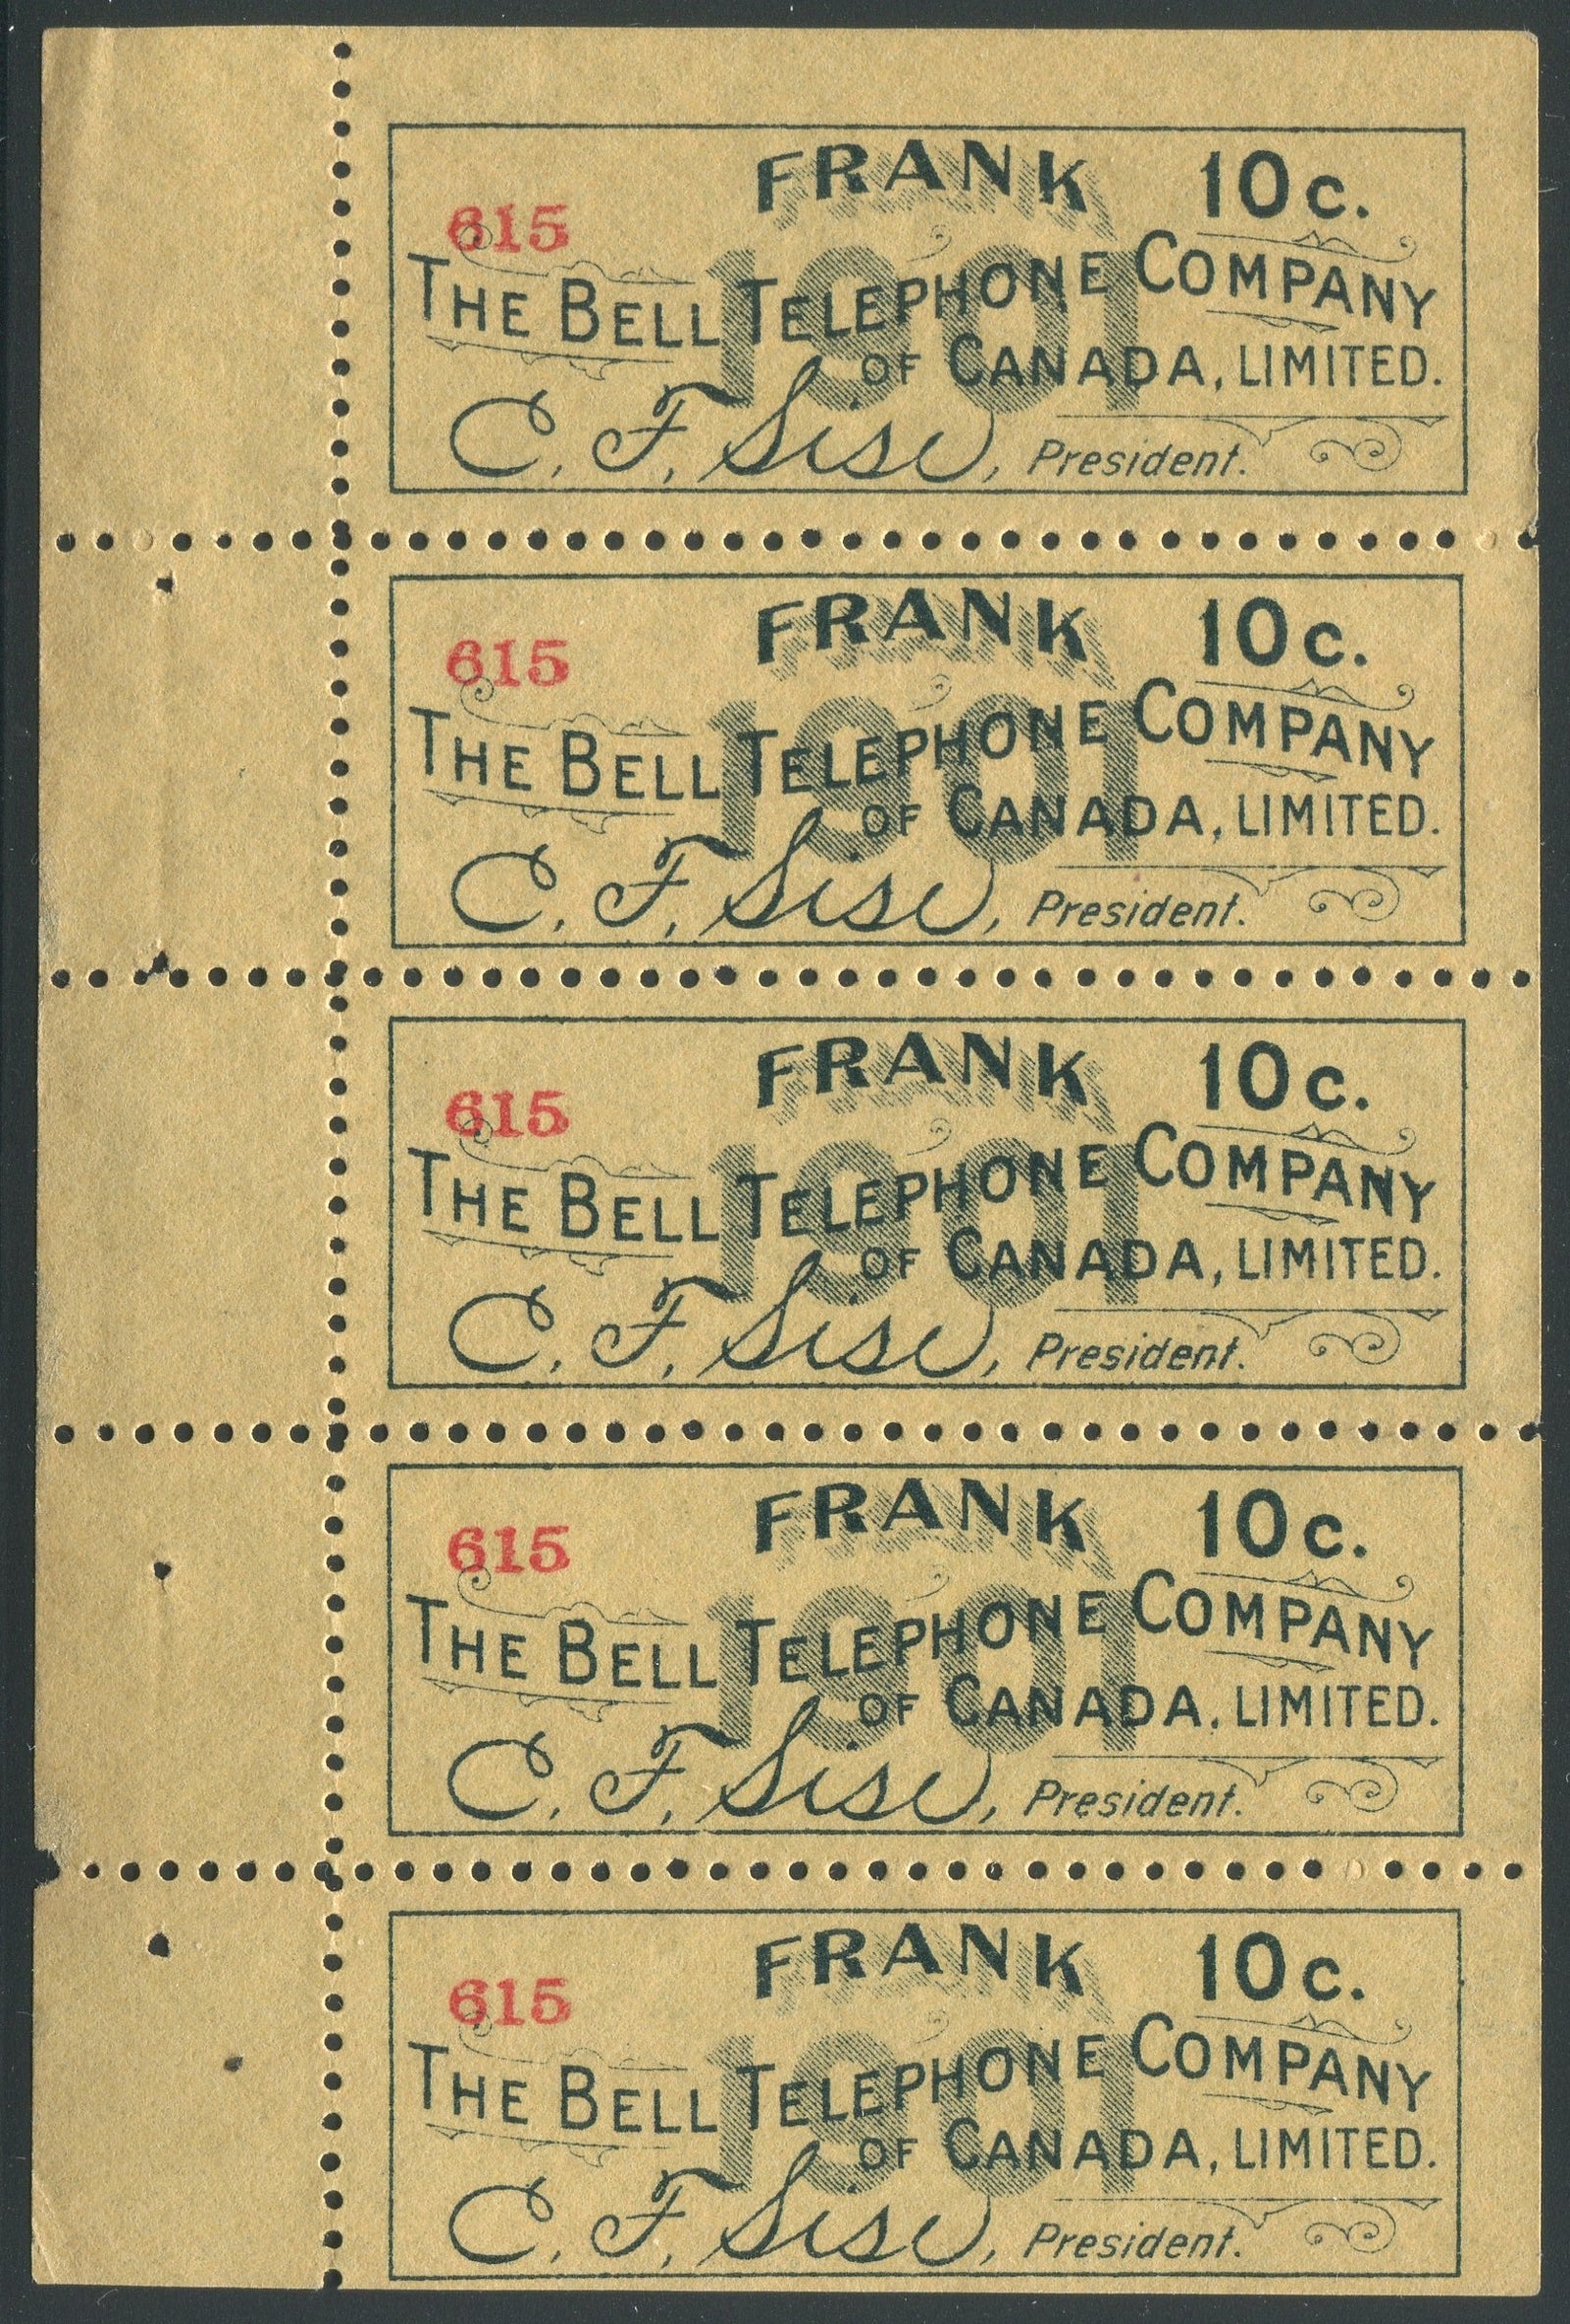 FRANK 10c.
615
1901
THE BELL TELEPHONE COMPANY
OF CANADA, LIMITED.
C. F. Sise, President.
FRANK 10c.
615
1901
THE BELL TELEPHONE COMPANY
OF CANADA, LIMITED.
C. F. Sise, President.
FRANK 10c.
615
1901
THE BELL TELEPHONE COMPANY
OF CANADA, LIMITED.
C. F. Sise, President.
FRANK 10c.
615
1901
THE BELL TELEPHONE COMPANY
OF CANADA, LIMITED.
C. F. Sise, President.
FRANK 10c.
615
1901
THE BELL TELEPHONE COMPANY
OF CANADA, LIMITED.
C. F. Sise, President.